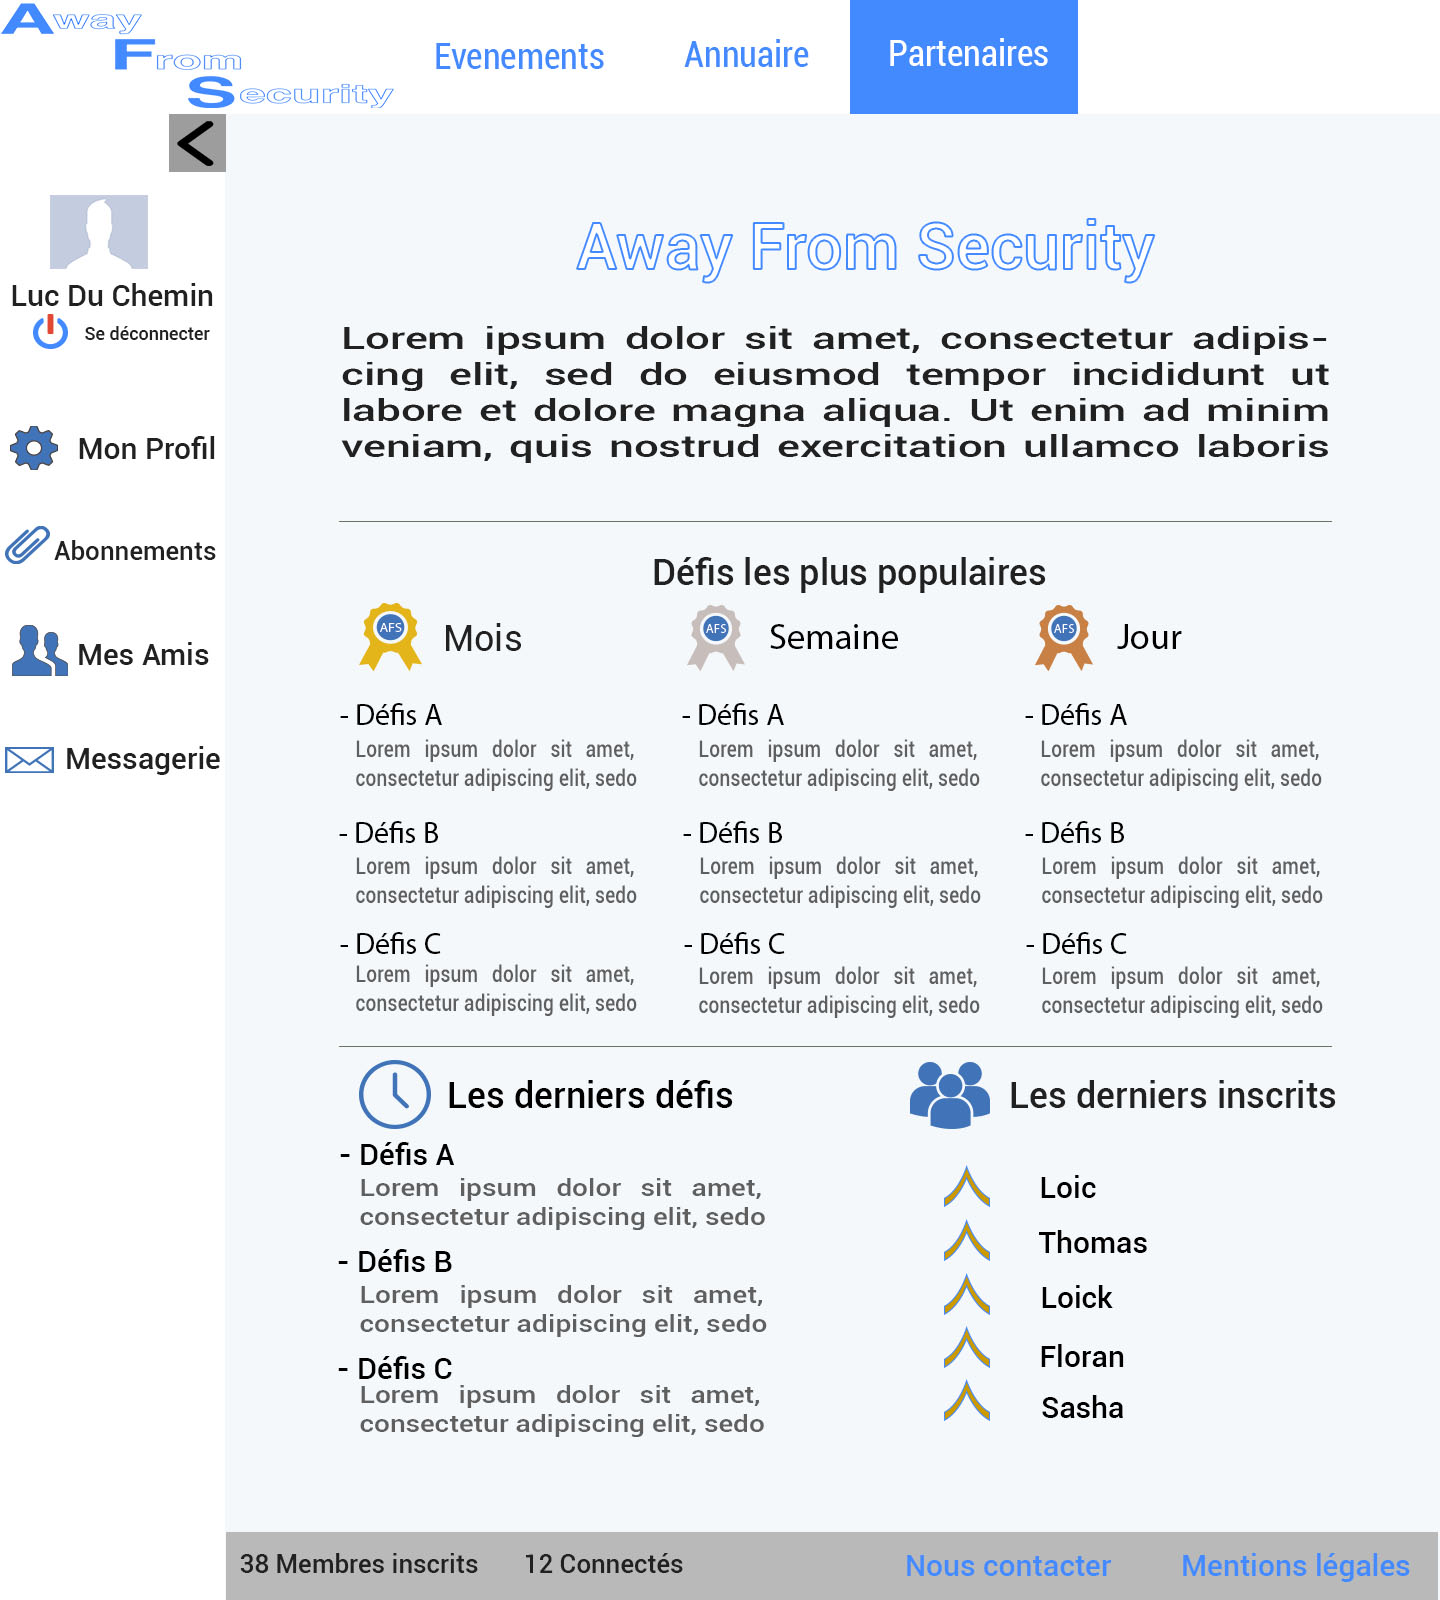 Away
From
Security
Evenements
Annuaire
Partenaires
Luc Du Chemin
Se déconnecter
Mon Profil
Abonnements
Mes Amis
Messagerie
Away From Security
Lorem ipsum dolor sit amet, consectetur adipis-
cing elit, sed do eiusmod tempor incididunt ut
labore et dolore magna aliqua. Ut enim ad minim
veniam, quis nostrud exercitation ullamco laboris
Défis les plus populaires
AFS
Mois
- Défis A
Lorem ipsum dolor sit amet,
consectetur adipiscing elit, sedo
- Défis B
Lorem ipsum dolor sit amet,
consectetur adipiscing elit, sedo
- Défis C
Lorem ipsum dolor sit amet,
consectetur adipiscing elit, sedo
AFS
Semaine
- Défis A
Lorem ipsum dolor sit amet,
consectetur adipiscing elit, sedo
- Défis B
Lorem ipsum dolor sit amet,
consectetur adipiscing elit, sedo
- Défis C
Lorem ipsum dolor sit amet,
consectetur adipiscing elit, sedo
AFS
Jour
- Défis A
Lorem ipsum dolor sit amet,
consectetur adipiscing elit, sedo
- Défis B
Lorem ipsum dolor sit amet,
consectetur adipiscing elit, sedo
- Défis C
Lorem ipsum dolor sit amet,
consectetur adipiscing elit, sedo
Les derniers défis
- Défis A
Lorem ipsum dolor sit amet,
consectetur adipiscing elit, sedo
- Défis B
Lorem ipsum dolor sit amet,
consectetur adipiscing elit, sedo
- Défis C
Lorem ipsum dolor sit amet,
consectetur adipiscing elit, sedo
Les derniers inscrits
Loic
Thomas
Loick
Floran
Sasha
38 Membres inscrits
12 Connectés
Nous contacter
Mentions légales